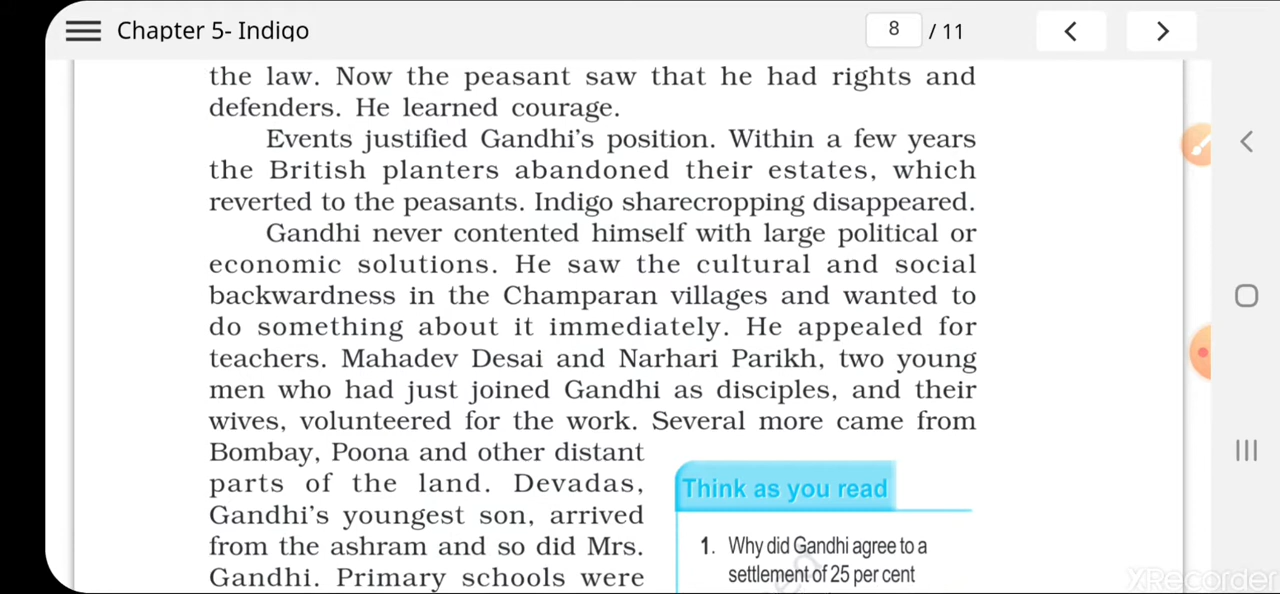 Chapter 5- Indigo
8 / 11
the law. Now the peasant saw that he had rights and
defenders. He learned courage.
Events justified Gandhi's position. Within a few years
the British planters abandoned their estates, which
reverted to the peasants. Indigo sharecropping disappeared.
Gandhi never contented himself with large political or
economic solutions. He saw the cultural and social
backwardness in the Champaran villages and wanted to
do something about it immediately. He appealed for
teachers. Mahadev Desai and Narhari Parikh, two young
men who had just joined Gandhi as disciples, and their
wives, volunteered for the work. Several more came from
Bombay, Poona and other distant
parts of the land. Devadas,
Gandhi's youngest son, arrived
from the ashram and so did Mrs.
Gandhi. Primary schools were
Think as you read
1. Why did Gandhi agree to a
settlement of 25 per cent
XRecorder